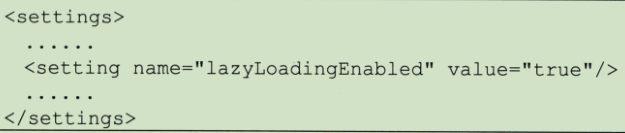 <settings>
......
<setting name="lazyLoadingEnabled" value="true"/>
......
</settings>